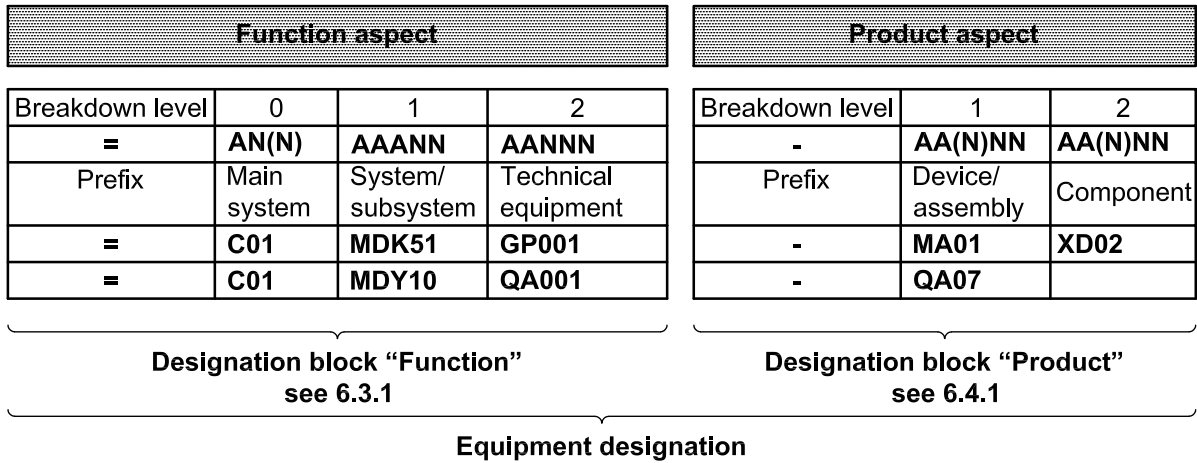 Function aspect
Product aspect
Breakdown level 0 1 2
= AN(N) AAANN AANNN
Prefix Main system System/ subsystem Technical equipment
= C01 MDK51 GP001
= C01 MDY10 QA001
Breakdown level 1 2
- AA(N)NN AA(N)NN
Prefix Device/ assembly Component
- MA01 XD02
- QA07
Designation block “Function”
see 6.3.1
Designation block “Product”
see 6.4.1
Equipment designation